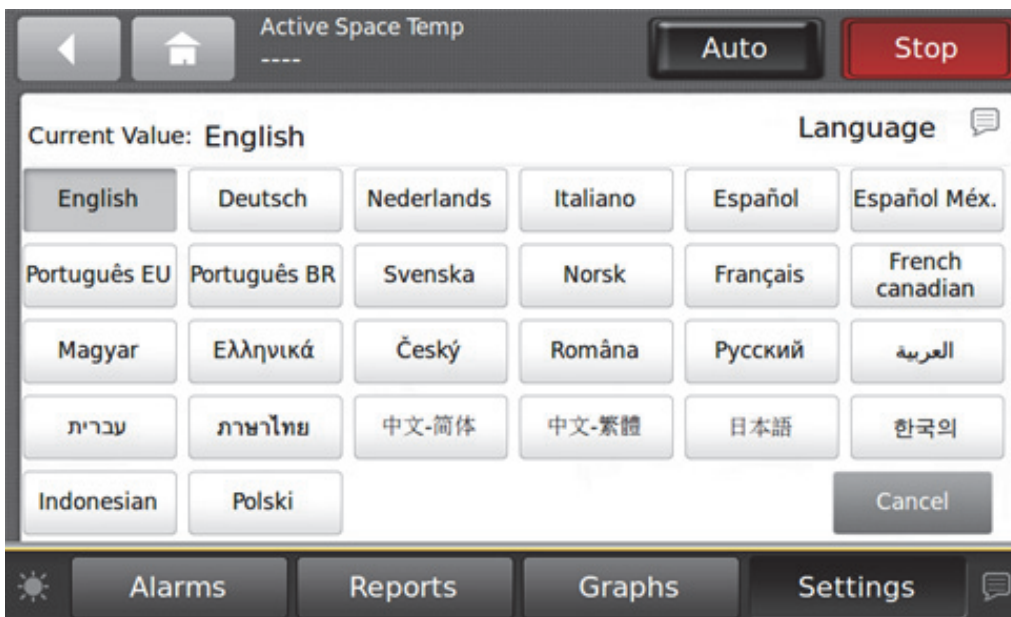 Active Space Temp
----
Auto
Stop
Current Value: English
Language
English
Deutsch
Nederlands
Italiano
Español
Español Méx.
Português EU
Português BR
Svenska
Norsk
Français
French
canadian
Magyar
Ελληνικά
Český
Româna
Русский
العربية
עברית
ภาษาไทย
中文-简体
中文-繁體
日本語
한국의
Indonesian
Polski
Cancel
Alarms
Reports
Graphs
Settings